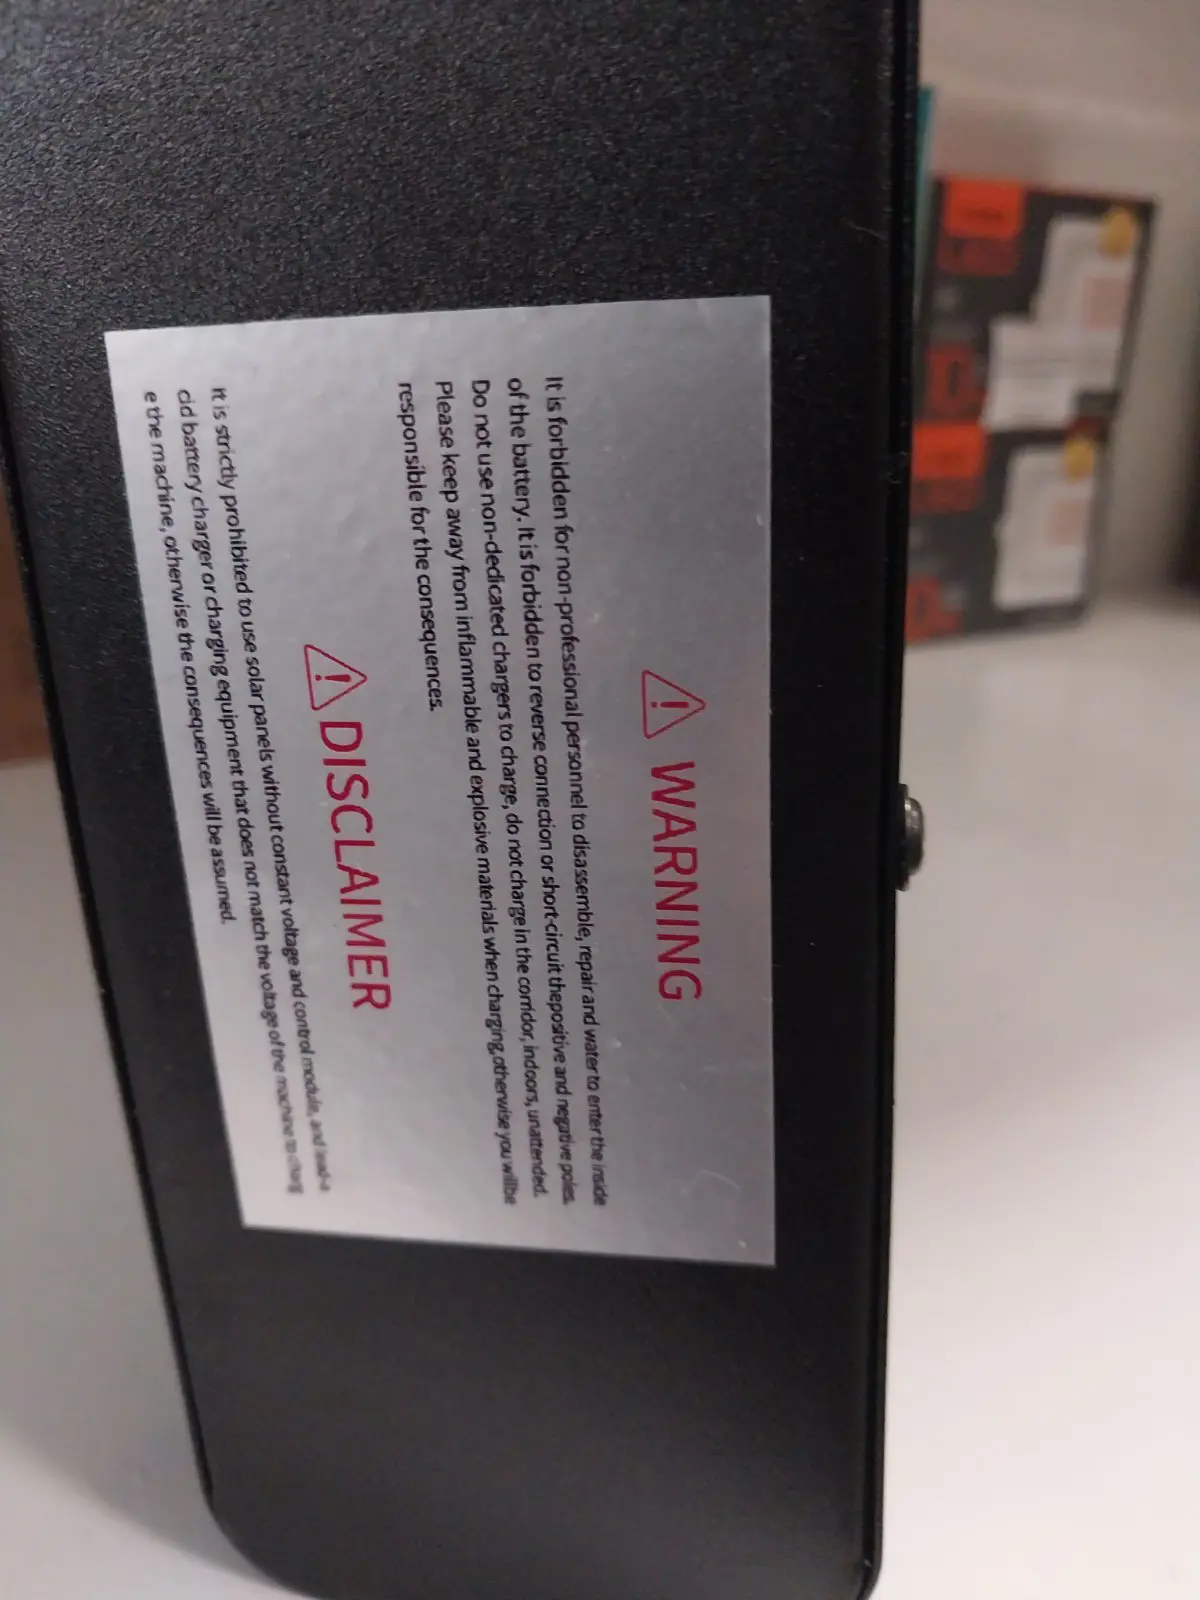 WARNING
It is forbidden for non-professional personnel to disassemble, repair and water to enter the inside
of the battery. It is forbidden to reverse connection or short-circuit thepositive and negative poles.
Do not use non-dedicated chargers to charge, do not charge in the corridor, indoors, unattended.
Please keep away from inflammable and explosive materials when charging,otherwise you willbe
responsible for the consequences.
DISCLAIMER
It is strictly prohibited to use solar panels without constant voltage and control module, and lead-a
cid battery charger or charging equipment that does not match the voltage of the machine to charg
e the machine, otherwise the consequences will be assumed.